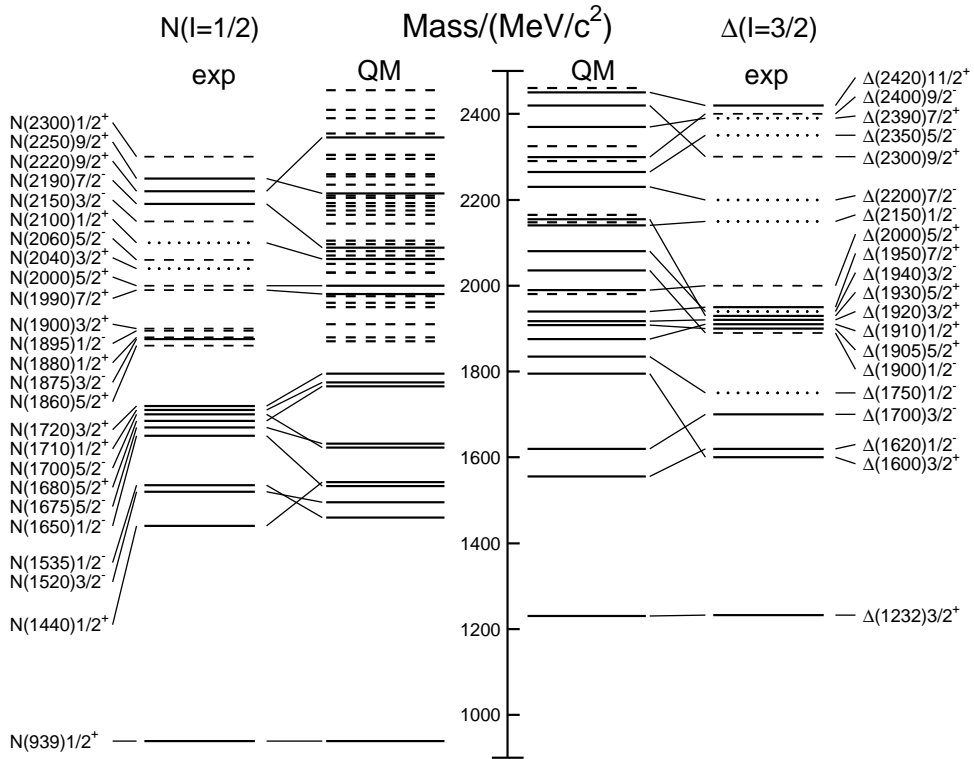 N(I=1/2) Mass/(MeV/c²) Δ(I=3/2)
exp QM QM exp
N(2300)1/2⁺
N(2250)9/2⁻
N(2220)9/2⁺
N(2190)7/2⁻
N(2150)3/2⁻
N(2100)1/2⁺
N(2060)5/2⁻
N(2040)3/2⁺
N(2000)5/2⁺
N(1990)7/2⁺
N(1900)3/2⁺
N(1895)1/2⁻
N(1880)1/2⁺
N(1875)3/2⁻
N(1860)5/2⁺
N(1720)3/2⁺
N(1710)1/2⁺
N(1700)5/2⁻
N(1680)5/2⁺
N(1675)5/2⁻
N(1650)1/2⁻
N(1535)1/2⁻
N(1520)3/2⁻
N(1440)1/2⁺
N(939)1/2⁺
2400
2200
2000
1800
1600
1400
1200
1000
Δ(2420)11/2⁺
Δ(2400)9/2⁻
Δ(2390)7/2⁺
Δ(2350)5/2⁻
Δ(2300)9/2⁺
Δ(2200)7/2⁻
Δ(2150)1/2⁻
Δ(2000)5/2⁺
Δ(1950)7/2⁺
Δ(1940)3/2⁻
Δ(1930)5/2⁺
Δ(1920)3/2⁺
Δ(1910)1/2⁺
Δ(1905)5/2⁺
Δ(1900)1/2⁻
Δ(1750)1/2⁻
Δ(1700)3/2⁻
Δ(1620)1/2⁻
Δ(1600)3/2⁺
Δ(1232)3/2⁺